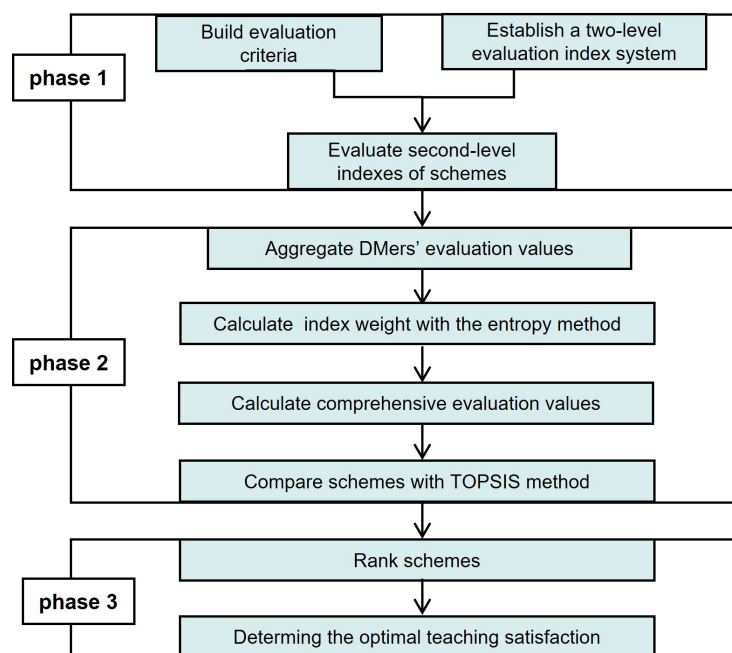 Build evaluation
criteria
Establish a two-level
evaluation index system
phase 1
Evaluate second-level
indexes of schemes
Aggregate DMers' evaluation values
Calculate index weight with the entropy method
phase 2
Calculate comprehensive evaluation values
Compare schemes with TOPSIS method
Rank schemes
phase 3
Determing the optimal teaching satisfaction